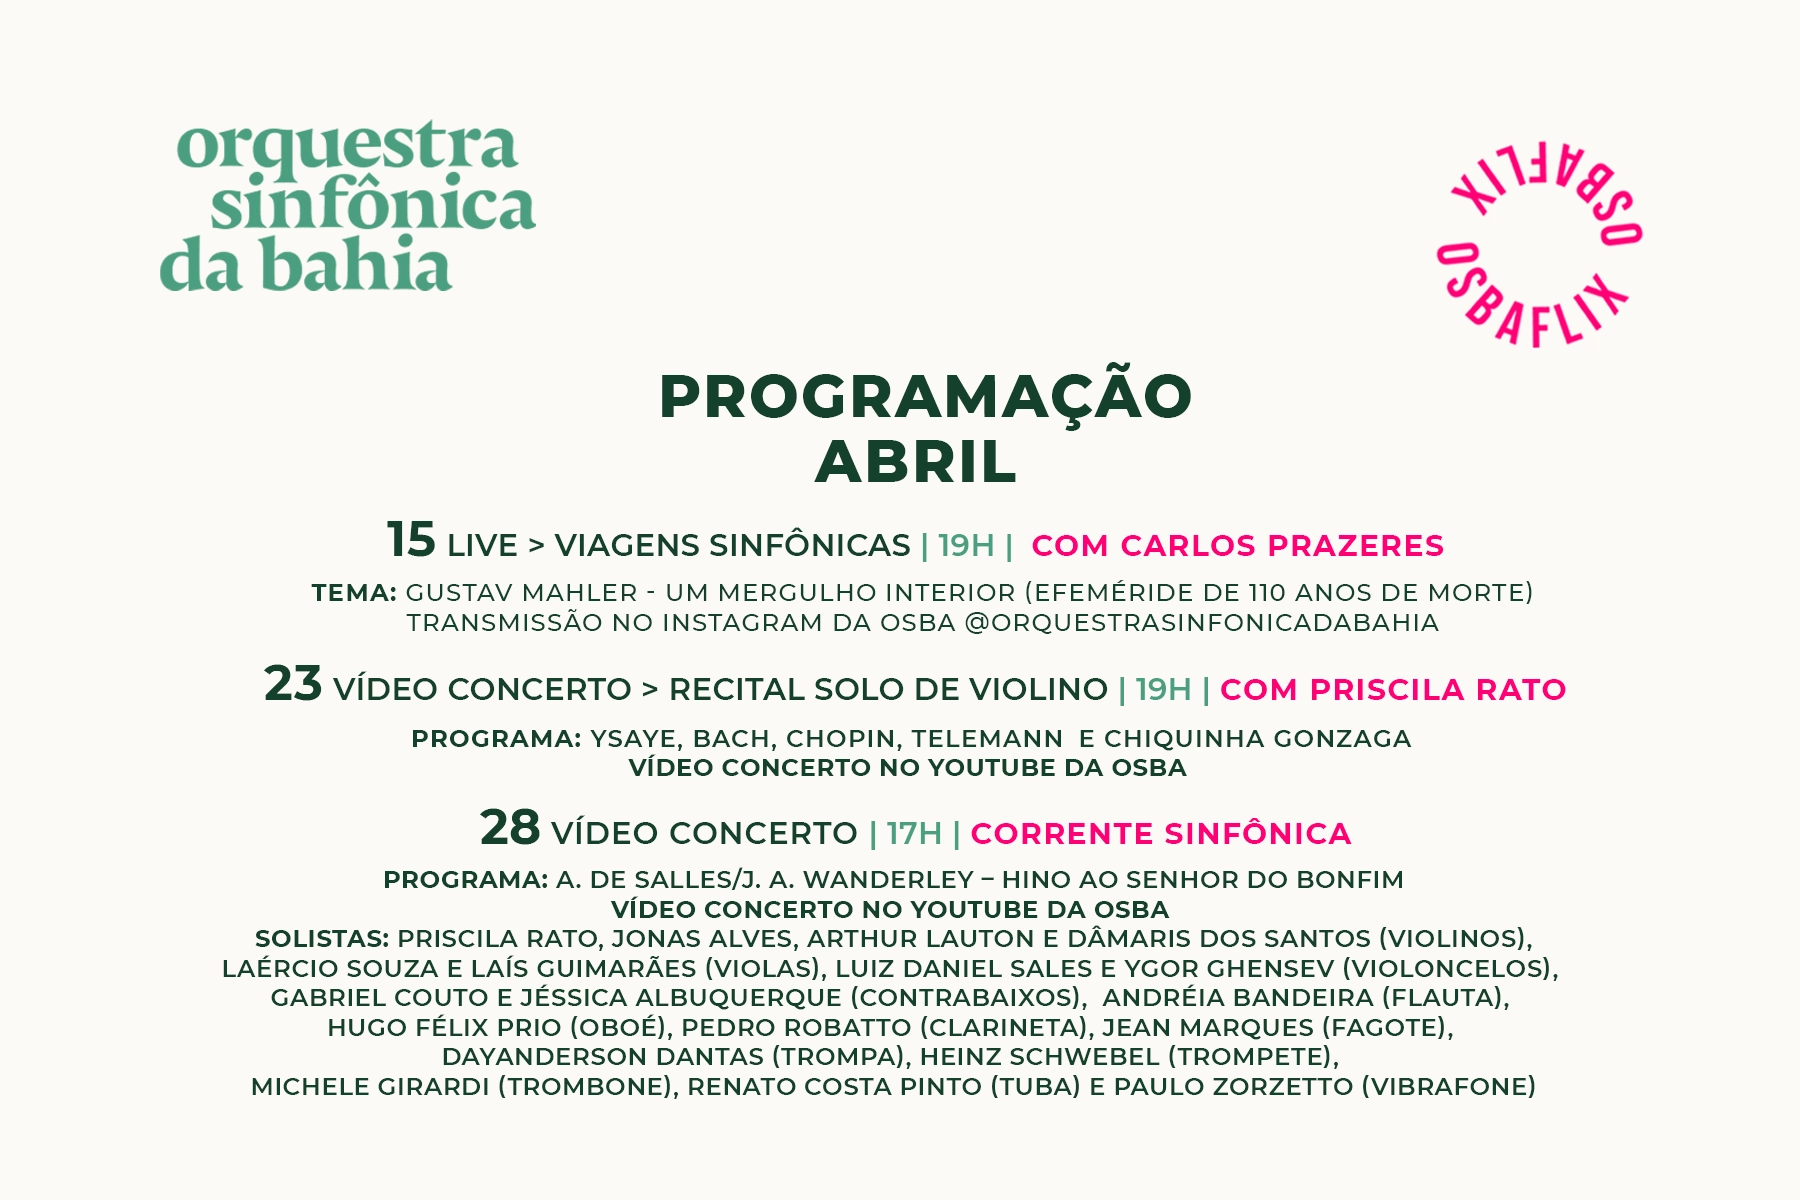 orquestra
sinfônica
da bahia
OSBAFLIX OSBAFLIX
PROGRAMAÇÃO
ABRIL
15 LIVE > VIAGENS SINFÔNICAS | 19H | COM CARLOS PRAZERES
TEMA: GUSTAV MAHLER - UM MERGULHO INTERIOR (EFEMÉRIDE DE 110 ANOS DE MORTE)
TRANSMISSÃO NO INSTAGRAM DA OSBA @ORQUESTRASINFONICADABAHIA
23 VÍDEO CONCERTO > RECITAL SOLO DE VIOLINO | 19H | COM PRISCILA RATO
PROGRAMA: YSAYE, BACH, CHOPIN, TELEMANN E CHIQUINHA GONZAGA
VÍDEO CONCERTO NO YOUTUBE DA OSBA
28 VÍDEO CONCERTO | 17H | CORRENTE SINFÔNICA
PROGRAMA: A. DE SALLES/J. A. WANDERLEY – HINO AO SENHOR DO BONFIM
VÍDEO CONCERTO NO YOUTUBE DA OSBA
SOLISTAS: PRISCILA RATO, JONAS ALVES, ARTHUR LAUTON E DÂMARIS DOS SANTOS (VIOLINOS),
LAÉRCIO SOUZA E LAÍS GUIMARÃES (VIOLAS), LUIZ DANIEL SALES E YGOR GHENSEV (VIOLONCELOS),
GABRIEL COUTO E JÉSSICA ALBUQUERQUE (CONTRABAIXOS), ANDRÉIA BANDEIRA (FLAUTA),
HUGO FÉLIX PRIO (OBOÉ), PEDRO ROBATTO (CLARINETA), JEAN MARQUES (FAGOTE),
DAYANDERSON DANTAS (TROMPA), HEINZ SCHWEBEL (TROMPETE),
MICHELE GIRARDI (TROMBONE), RENATO COSTA PINTO (TUBA) E PAULO ZORZETTO (VIBRAFONE)